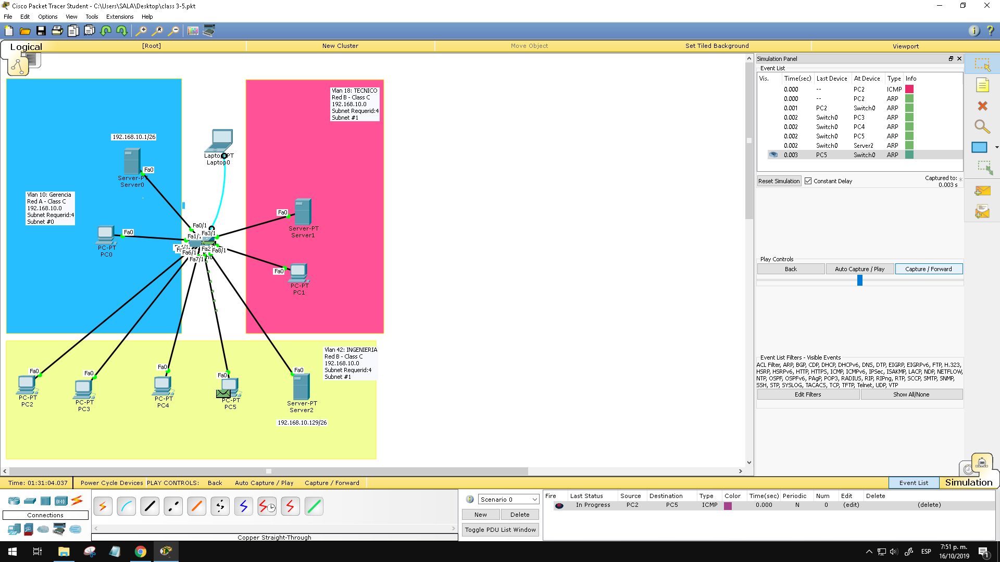 Cisco Packet Tracer Student - C:\Users\SALA\Desktop\class 3-5.pkt
File Edit Options View Tools Extensions Help
Logical [Root] New Cluster Move Object Set Tiled Background Viewport
Vlan 18: TECNICO
Red B - Class C
192.168.10.0
Subnet Requerid:4
Subnet #1
192.168.10.1/26
Fa0
Server-PT
Server0
Laptop-PT
Laptop0
Vlan 10: Gerencia
Red A - Class C
192.168.10.0
Subnet Requerid:4
Subnet #0
Fa0
PC-PT
PC0
Fa0
Server-PT
Server1
Fa0/1
Fa3/1
Fa1/1
Fa2
Fa8/1
Fa6/1
Fa7/1
Fa0
PC-PT
PC1
Vlan 42: INGENIERIA
Red B - Class C
192.168.10.0
Subnet Requerid:4
Subnet #1
Fa0
PC-PT
PC2
Fa0
PC-PT
PC3
Fa0
PC-PT
PC4
Fa0
PC-PT
PC5
Fa0
Server-PT
Server2
192.168.10.129/26
Simulation Panel
Event List
Vis. Time(sec) Last Device At Device Type Info
0.000 -- PC2 ICMP
0.000 -- PC2 ARP
0.001 PC2 Switch0 ARP
0.002 Switch0 PC3 ARP
0.002 Switch0 PC4 ARP
0.002 Switch0 PC5 ARP
0.002 Switch0 Server2 ARP
0.003 PC5 Switch0 ARP
Reset Simulation Constant Delay Captured to: *
0.003 s
Play Controls
Back Auto Capture / Play Capture / Forward
Event List Filters - Visible Events
ACL Filter, ARP, BGP, CDP, DHCP, DHCPv6, DNS, DTP, EIGRP, EIGRPv6, FTP, H.323,
HSRP, HSRPv6, HTTP, HTTPS, ICMP, ICMPv6, IPSec, ISAKMP, LACP, NDP, NETFLOW,
NTP, OSPF, OSPFv6, PAgP, POP3, RADIUS, RIP, RIPng, RTP, SCCP, SMTP, SNMP,
SSH, STP, SYSLOG, TACACS, TCP, TFTP, Telnet, UDP, VTP
Edit Filters Show All/None
Time: 01:31:04.037 Power Cycle Devices PLAY CONTROLS: Back Auto Capture / Play Capture / Forward Event List Simulation
Connections
Copper Straight-Through
Scenario 0
New Delete
Toggle PDU List Window
Fire Last Status Source Destination Type Color Time(sec) Periodic Num Edit Delete
In Progress PC2 PC5 ICMP 0.000 N 0 (edit) (delete)
ESP
7:51 p. m.
16/10/2019
1